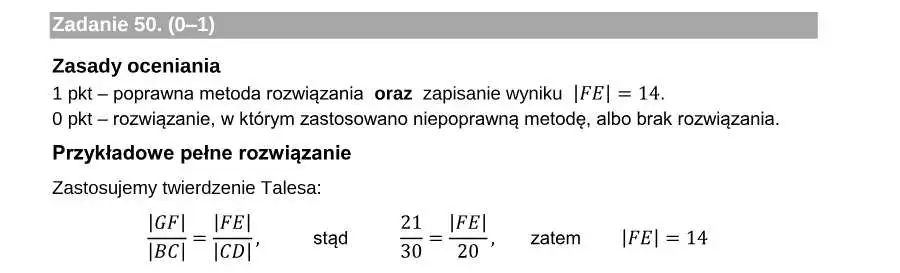 Zadanie 50. (0–1)
Zasady oceniania
1 pkt – poprawna metoda rozwiązania oraz zapisanie wyniku |FE| = 14.
0 pkt – rozwiązanie, w którym zastosowano niepoprawną metodę, albo brak rozwiązania.
Przykładowe pełne rozwiązanie
Zastosujemy twierdzenie Talesa:
|GF|/|BC| = |FE|/|CD|, stąd 21/30 = |FE|/20, zatem |FE| = 14